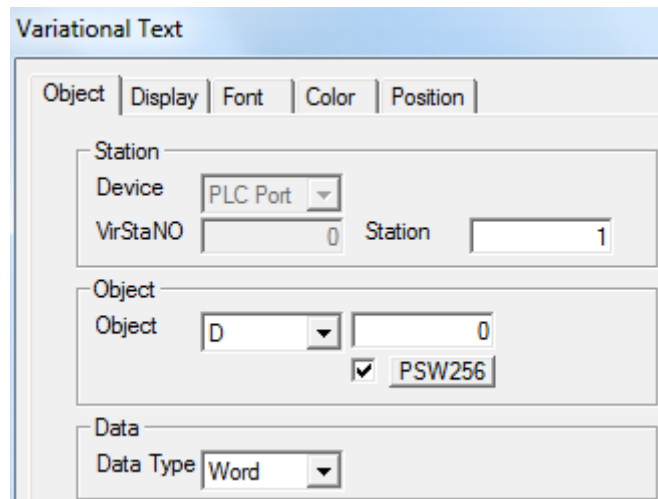 Variational Text
Object Display Font Color Position
Station
Device PLC Port
VirStaNO 0 Station 1
Object
Object D 0
PSW256
Data
Data Type Word